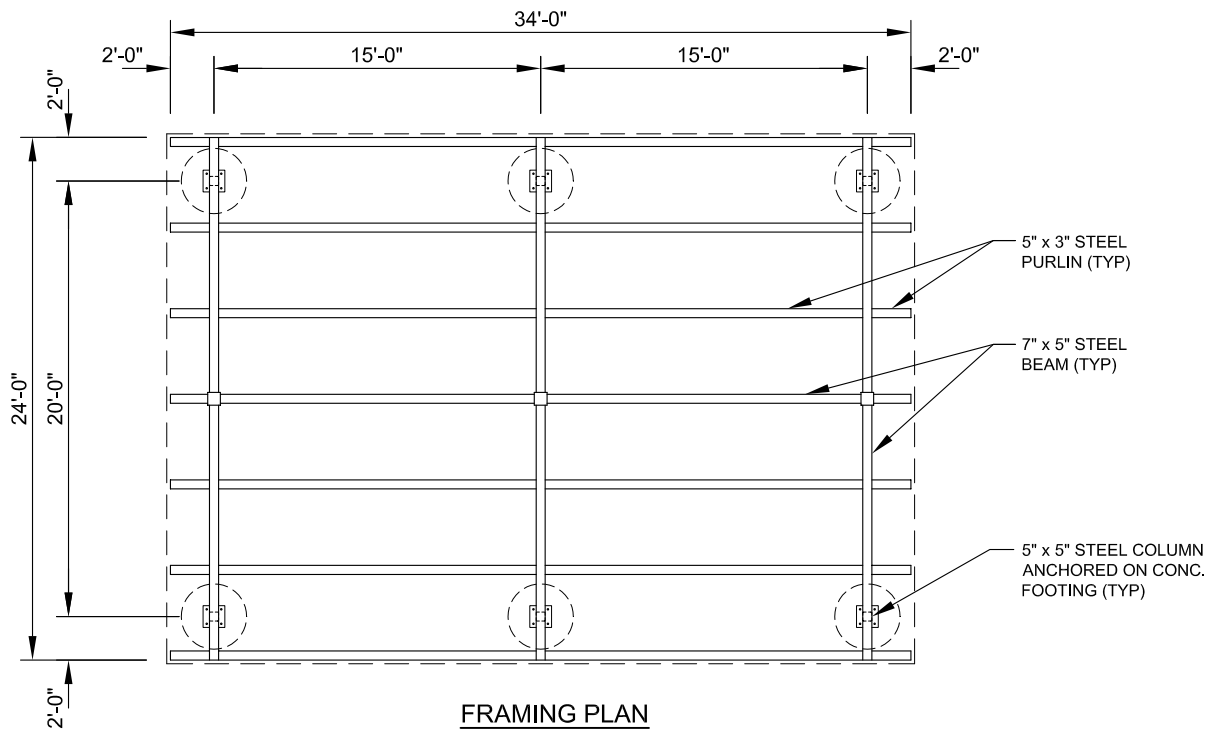 34'-0"
2'-0"
15'-0"
15'-0"
2'-0"
2'-0"
24'-0"
20'-0"
5" x 3" STEEL
PURLIN (TYP)
7" x 5" STEEL
BEAM (TYP)
5" x 5" STEEL COLUMN
ANCHORED ON CONC.
FOOTING (TYP)
2'-0"
FRAMING PLAN